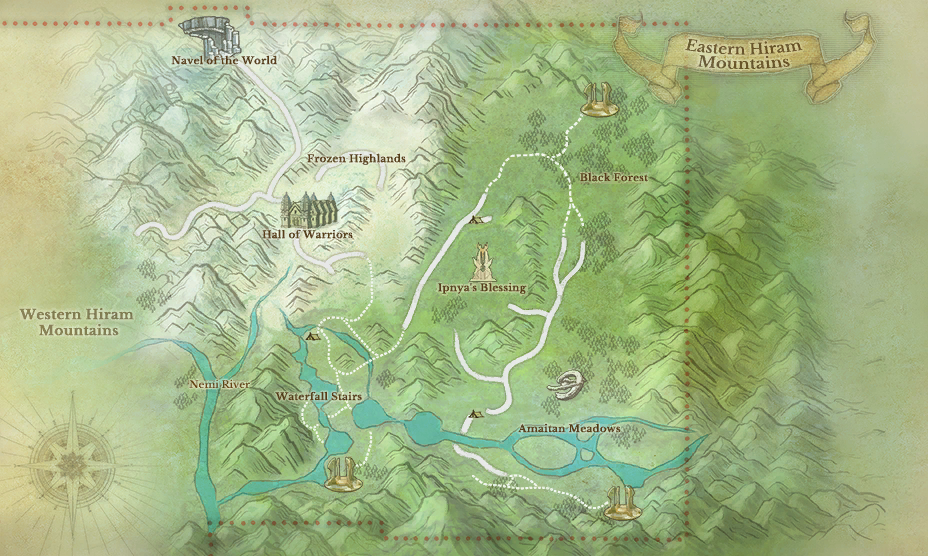 Navel of the World
Eastern Hiram
Mountains
Frozen Highlands
Black Forest
Hall of Warriors
Ipnya's Blessing
Western Hiram
Mountains
Nemi River
Waterfall Stairs
Amaitan Meadows